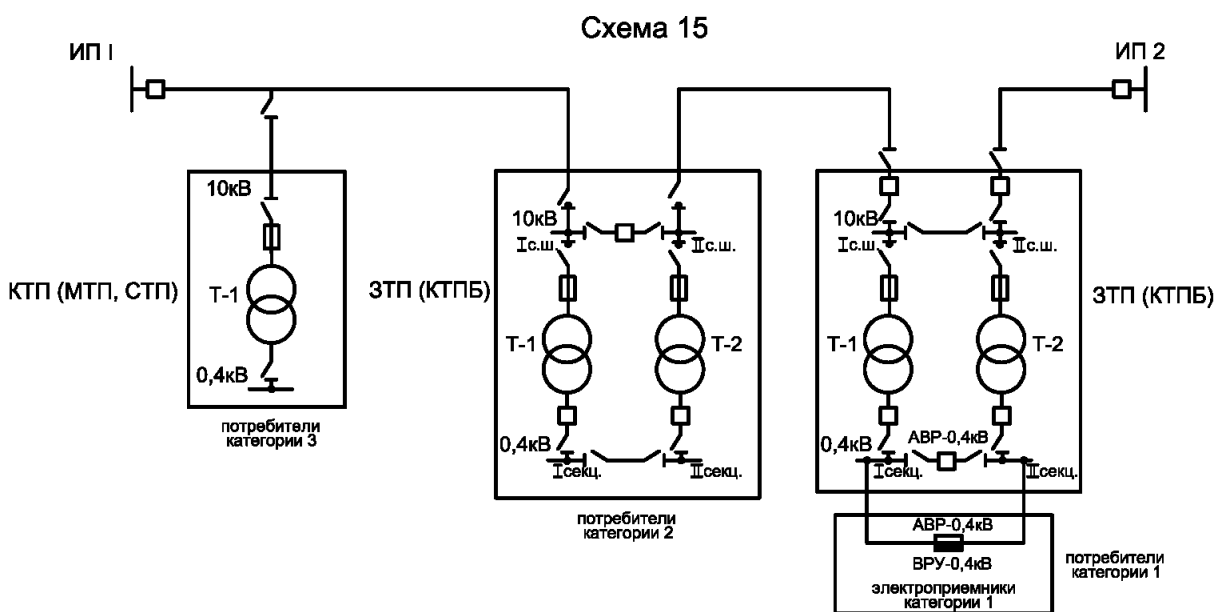 Схема 15
ИП I
ИП 2
10кВ
Т-1
0,4кВ
КТП (МТП, СТП)
потребители
категории 3
10кВ
Iс.ш.
IIс.ш.
ЗТП (КТПБ)
Т-1
Т-2
0,4кВ
Iсекц.
IIсекц.
потребители
категории 2
10кВ
Iс.ш.
IIс.ш.
ЗТП (КТПБ)
Т-1
Т-2
0,4кВ
АВР-0,4кВ
Iсекц.
IIсекц.
АВР-0,4кВ
ВРУ-0,4кВ
электроприемники
категории 1
потребители
категории 1